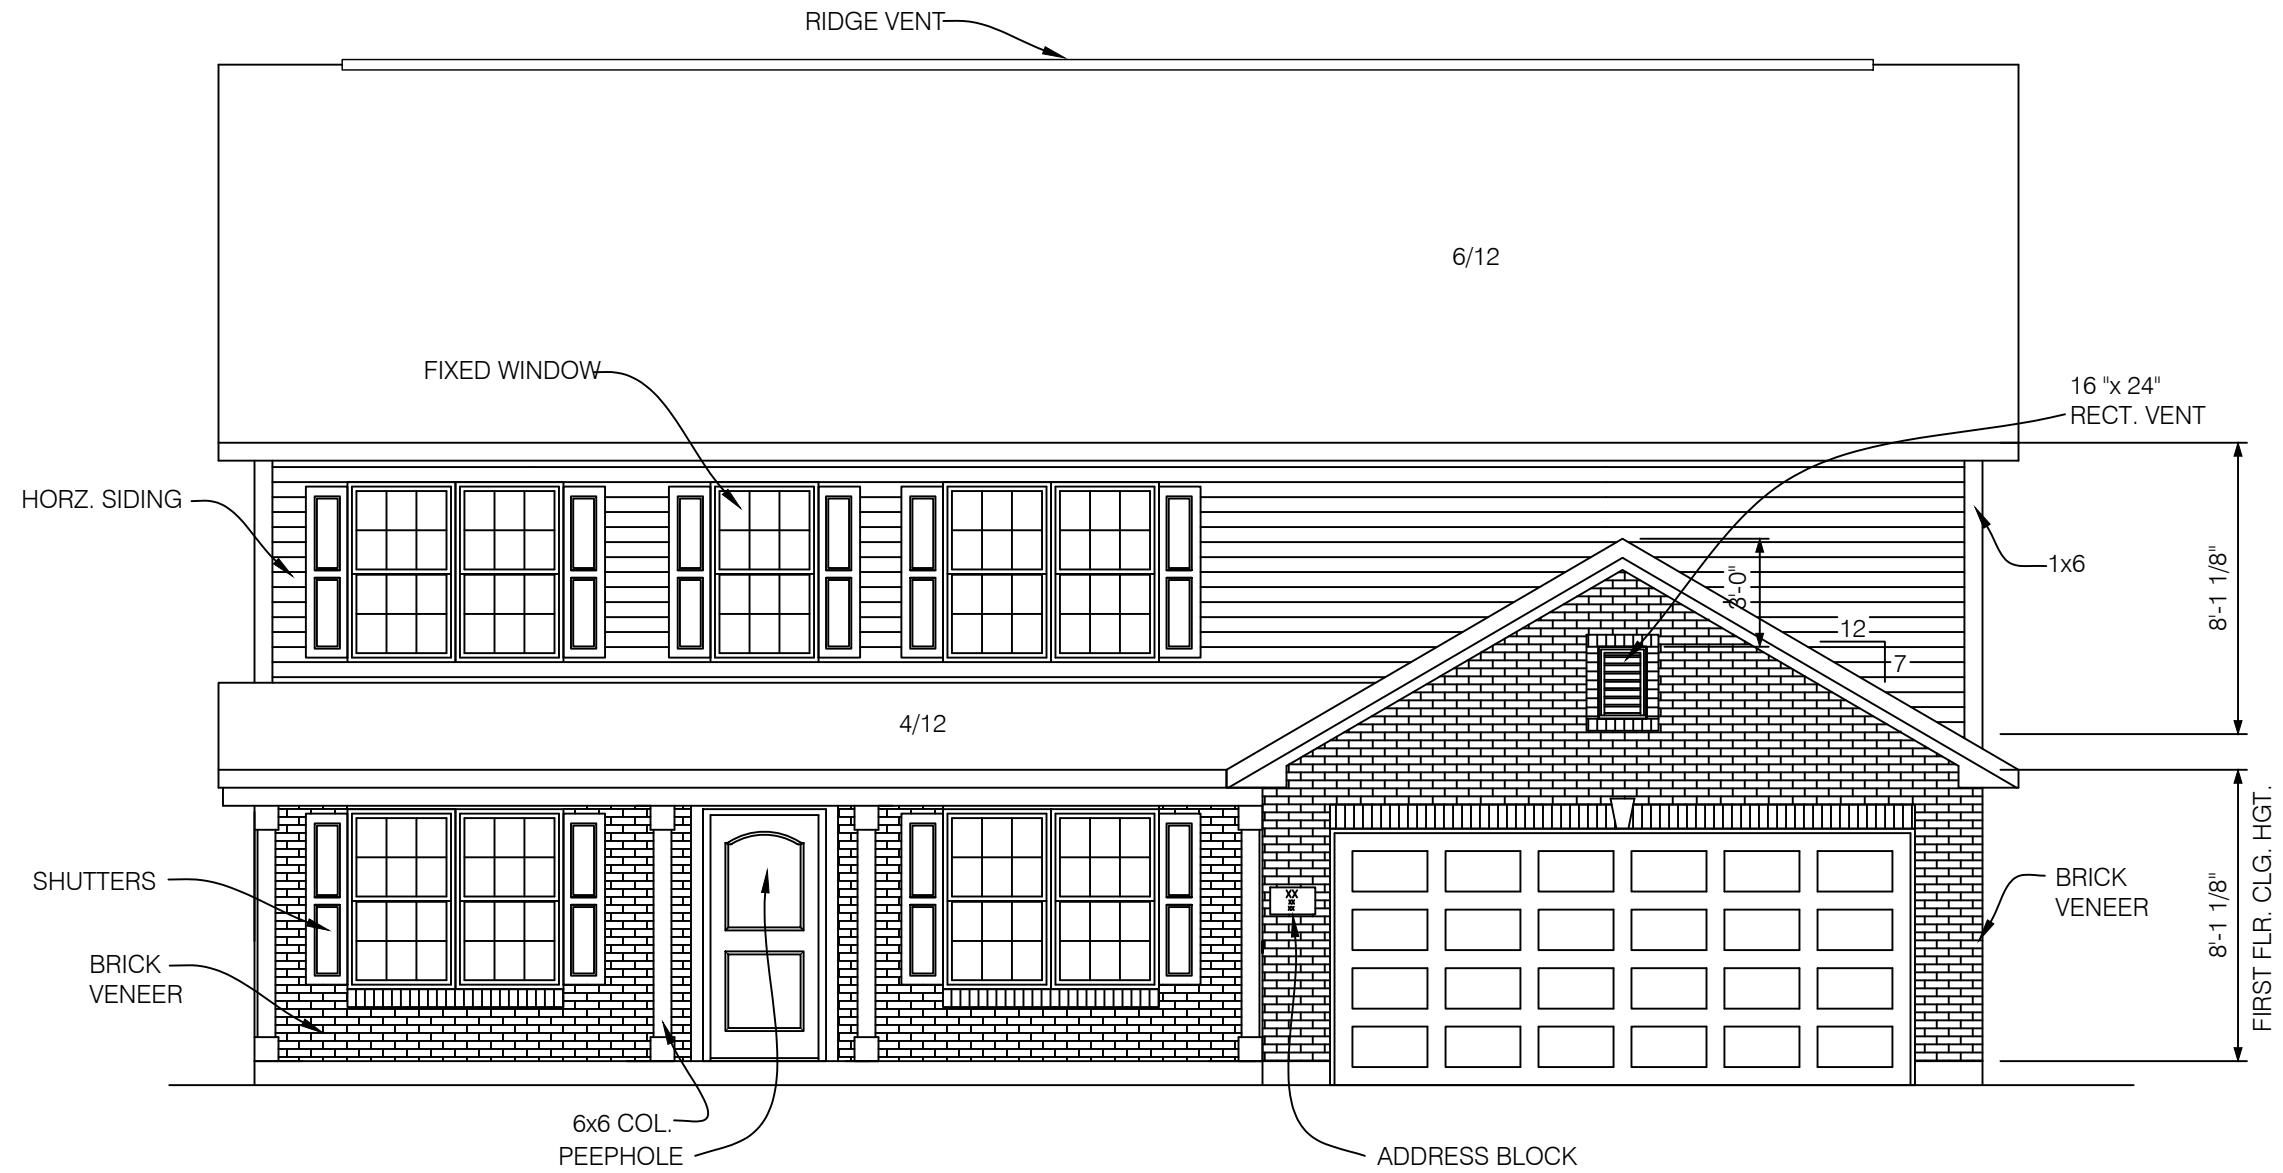 RIDGE VENT
6/12
FIXED WINDOW
16 "x 24"
RECT. VENT
HORZ. SIDING
1x6
8'-1 1/8"
3'-0"
12
7
4/12
SHUTTERS
BRICK
VENEER
XX
BRICK
VENEER
8'-1 1/8"
FIRST FLR. CLG. HGT.
6x6 COL.
PEEPHOLE
ADDRESS BLOCK